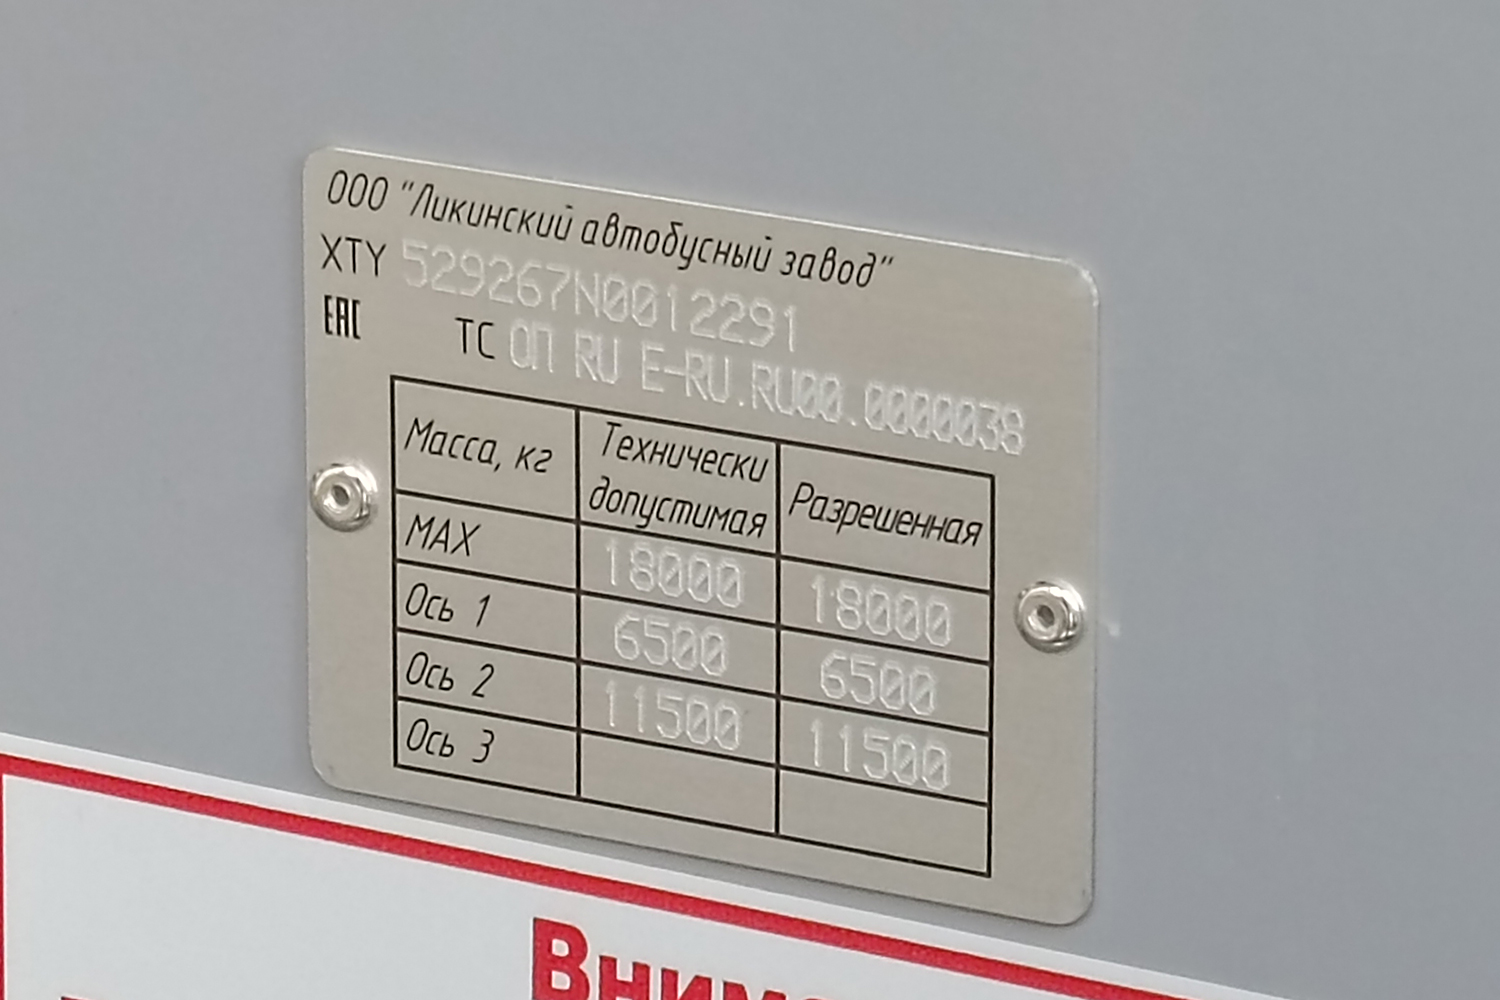 ООО "Ликинский автобусный завод"
XTY 529267N0012291
EAC ТС ОП RU E-RU.RU00.0000038
Масса, кг Технически допустимая Разрешенная
MAX 18000 18000
Ось 1 6500 6500
Ось 2 11500 11500
Ось 3